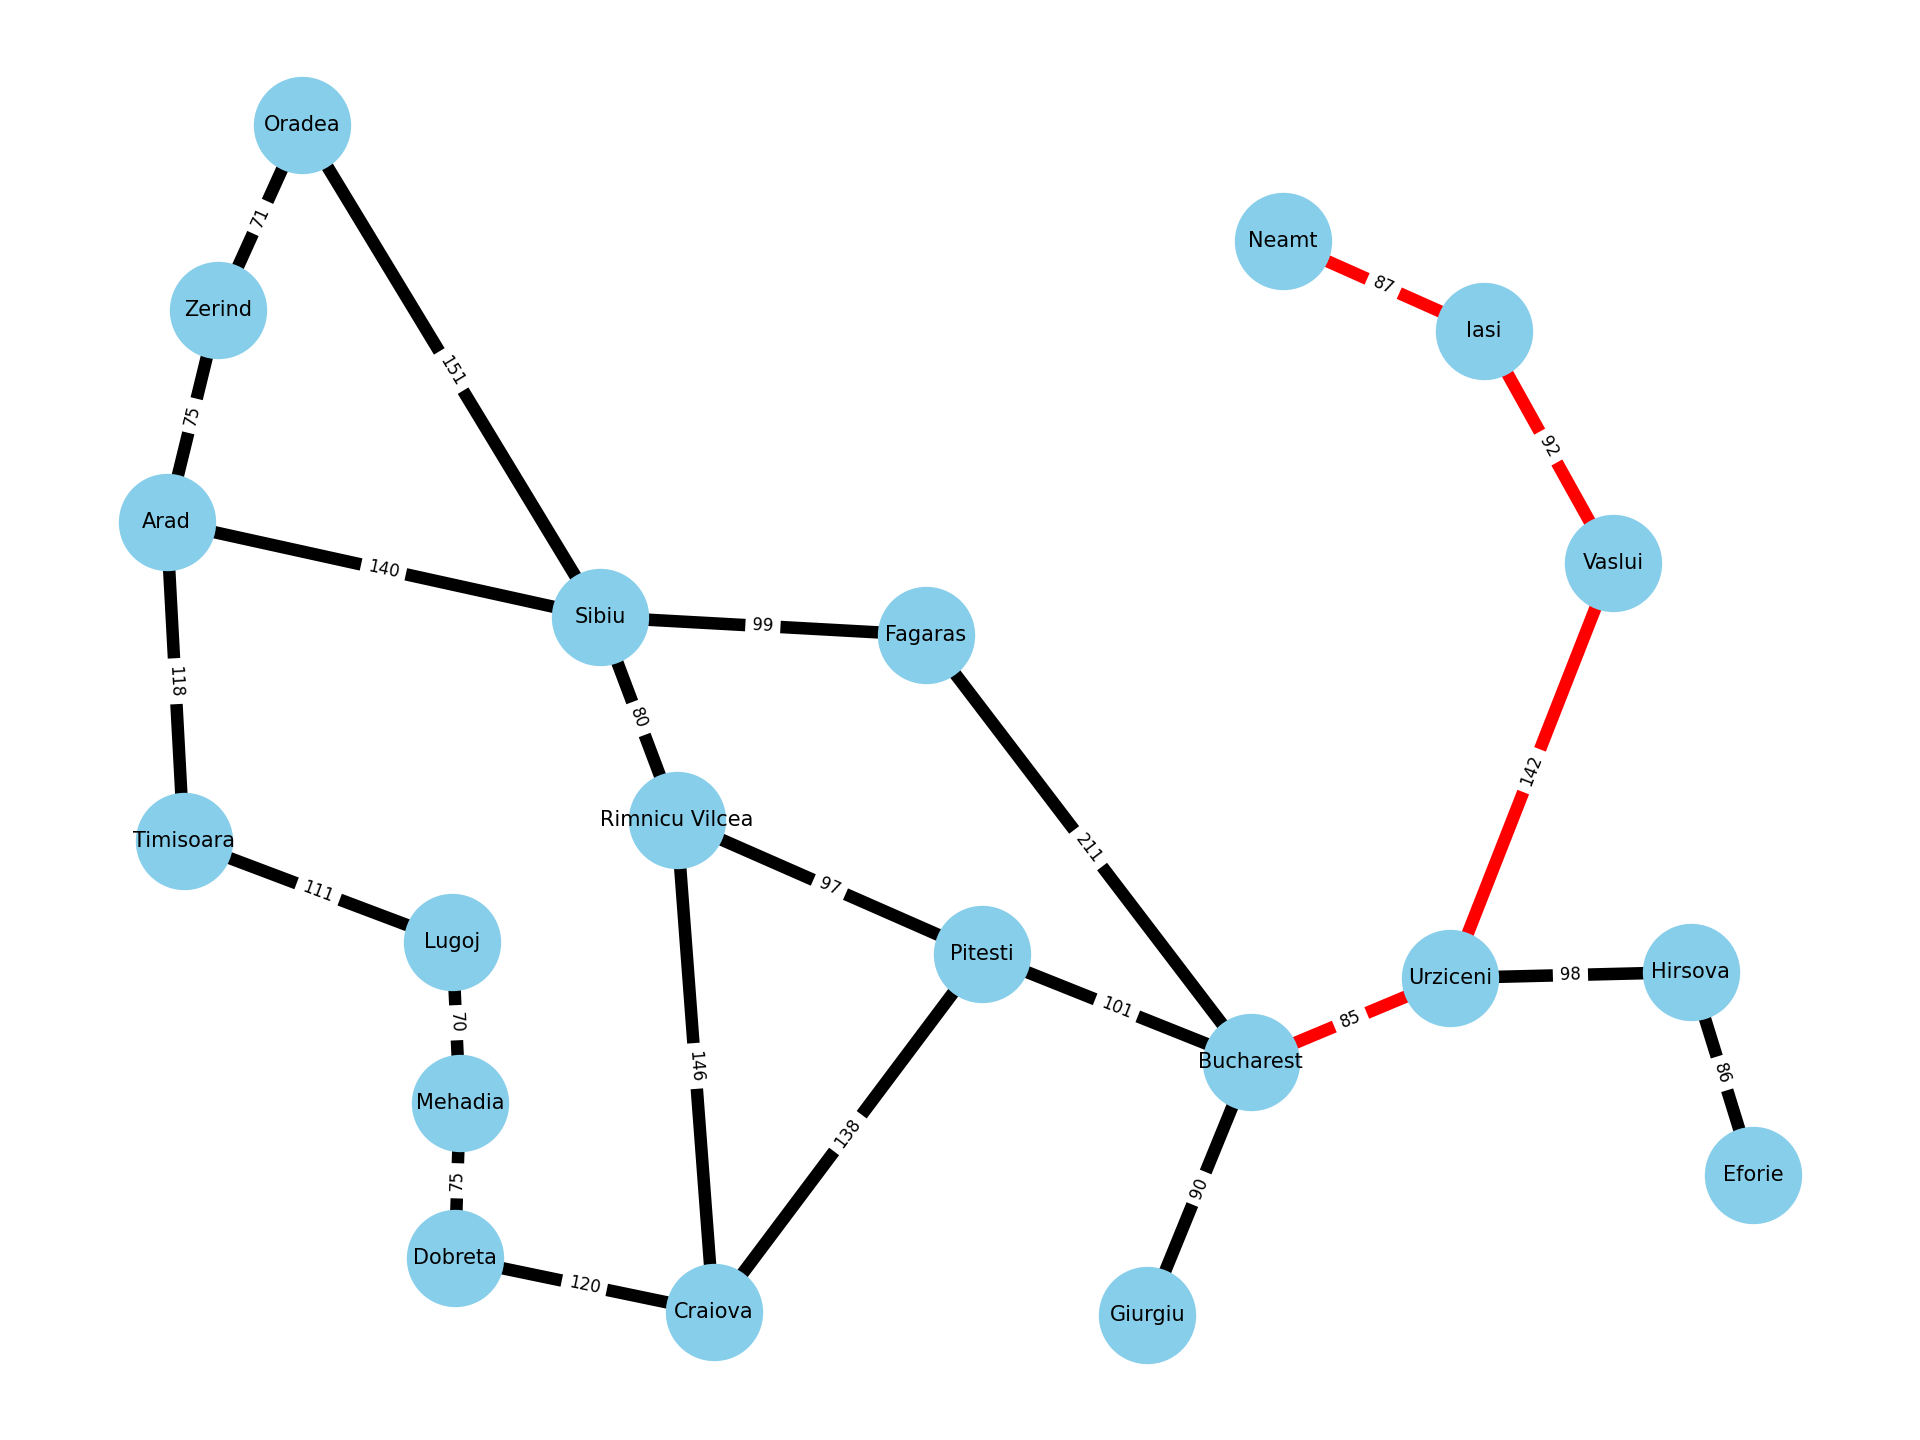 Oradea
71
Neamt
87
Zerind
Iasi
151
75
92
Arad
140
Vaslui
Sibiu
99
Fagaras
118
80
142
Rimnicu Vilcea
Timisoara
211
111
97
Lugoj
Pitesti
Urziceni
98
Hirsova
101
70
85
146
Bucharest
86
Mehadia
138
75
90
Eforie
Dobreta
120
Craiova
Giurgiu